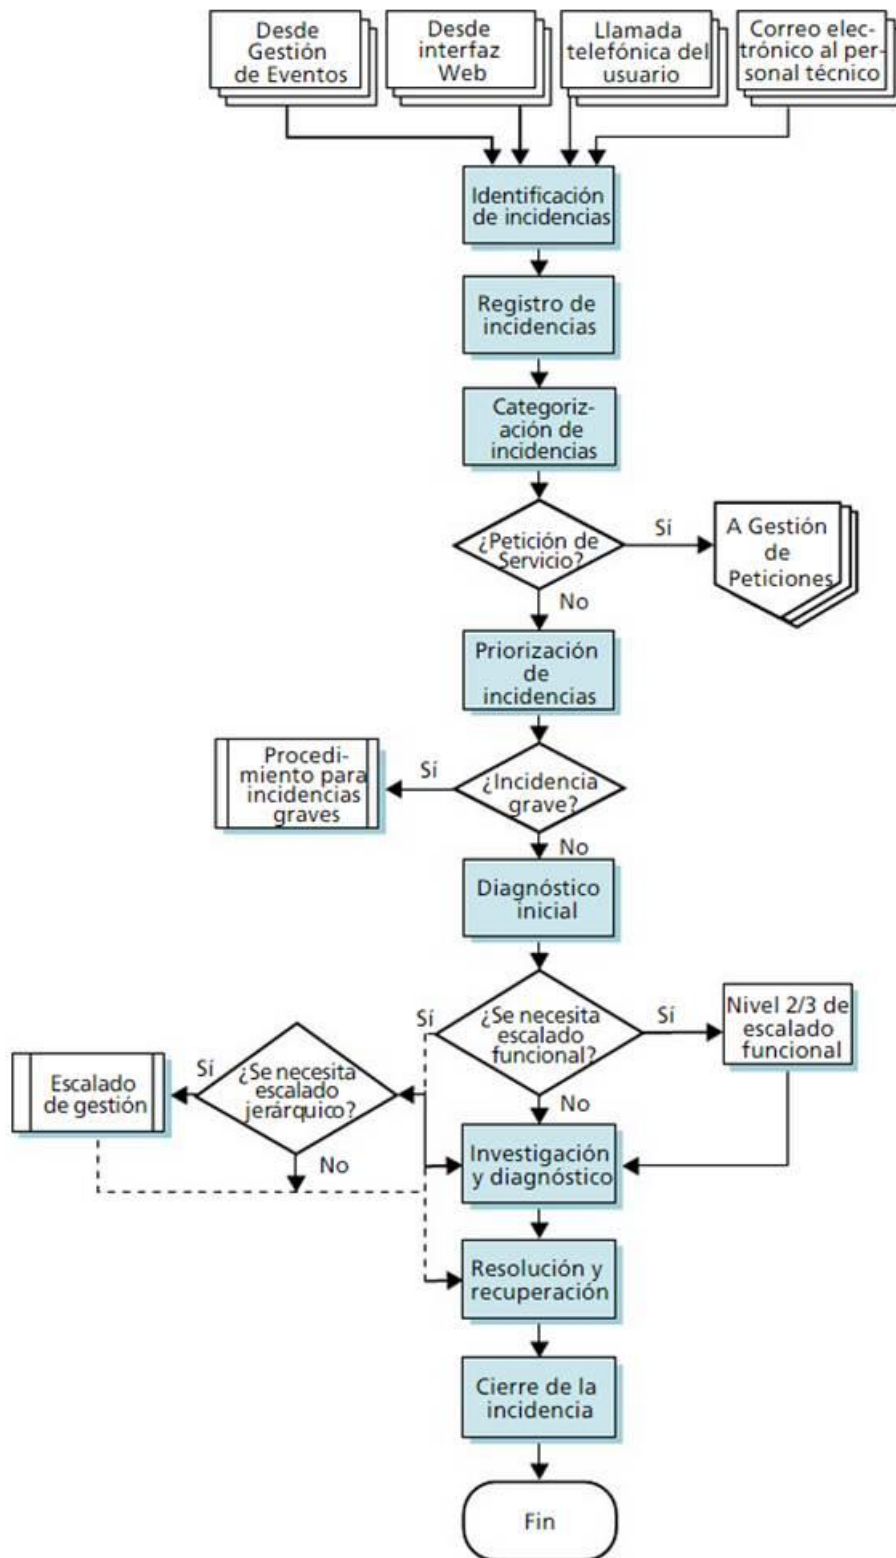 Desde
Gestión
de Eventos
Desde
interfaz
Web
Llamada
telefónica del
usuario
Correo elec-
trónico al per-
sonal técnico
Identificación
de incidencias
Registro de
incidencias
Categoriz-
ación de
incidencias
¿Petición de
Servicio?
Sí
A Gestión
de
Peticiones
No
Priorización
de
incidencias
Procedi-
miento para
incidencias
graves
Sí
¿Incidencia
grave?
No
Diagnóstico
inicial
Sí
¿Se necesita
escalado
funcional?
Sí
Nivel 2/3 de
escalado
funcional
No
Escalado
de gestión
Sí
¿Se necesita
escalado
jerárquico?
No
Investigación
y diagnóstico
Resolución y
recuperación
Cierre de la
incidencia
Fin